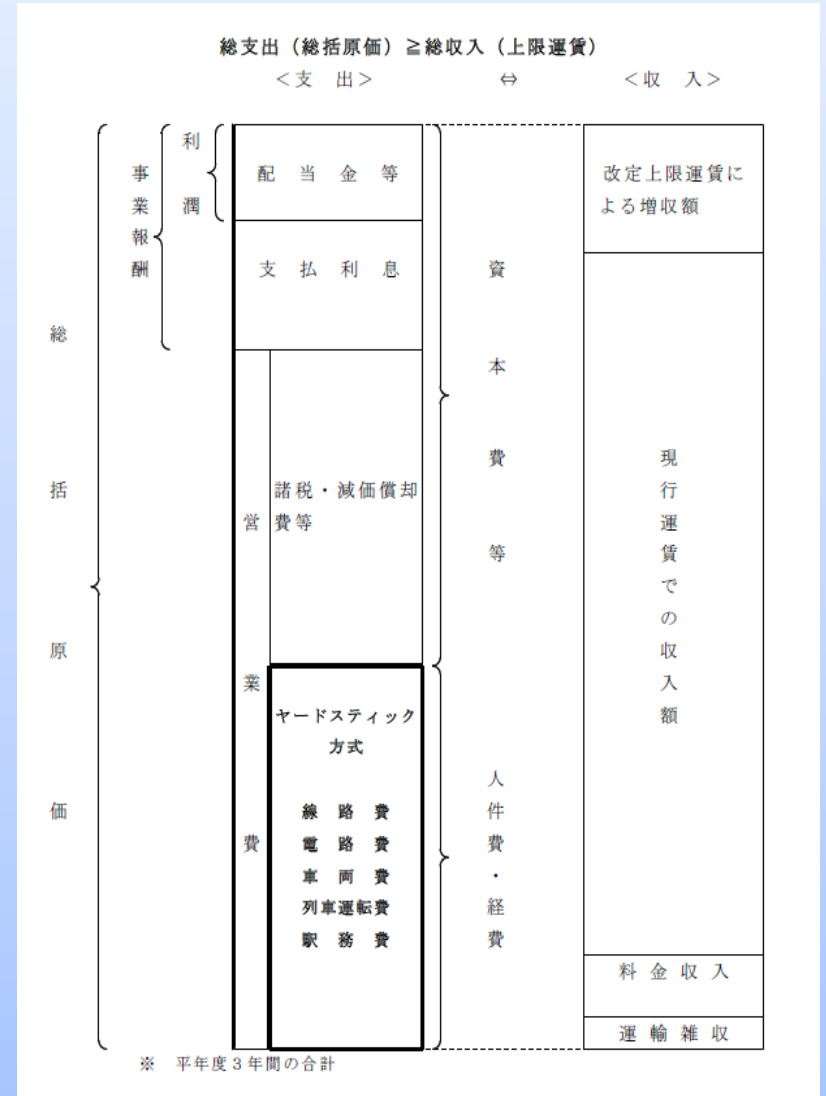 総支出（総括原価）≧総収入（上限運賃）
＜支　出＞　⇔　＜収　入＞
総括原価
事業報酬
利潤
配　当　金　等
支　払　利　息
営業費
諸税・減価償却
費等
ヤードスティック
方式
線　路　費
電　路　費
車　両　費
列車運転費
駅　務　費
資本費等
人件費・経費
改定上限運賃に
よる増収額
現行運賃での収入額
料　金　収　入
運　輸　雑　収
※　平年度３年間の合計